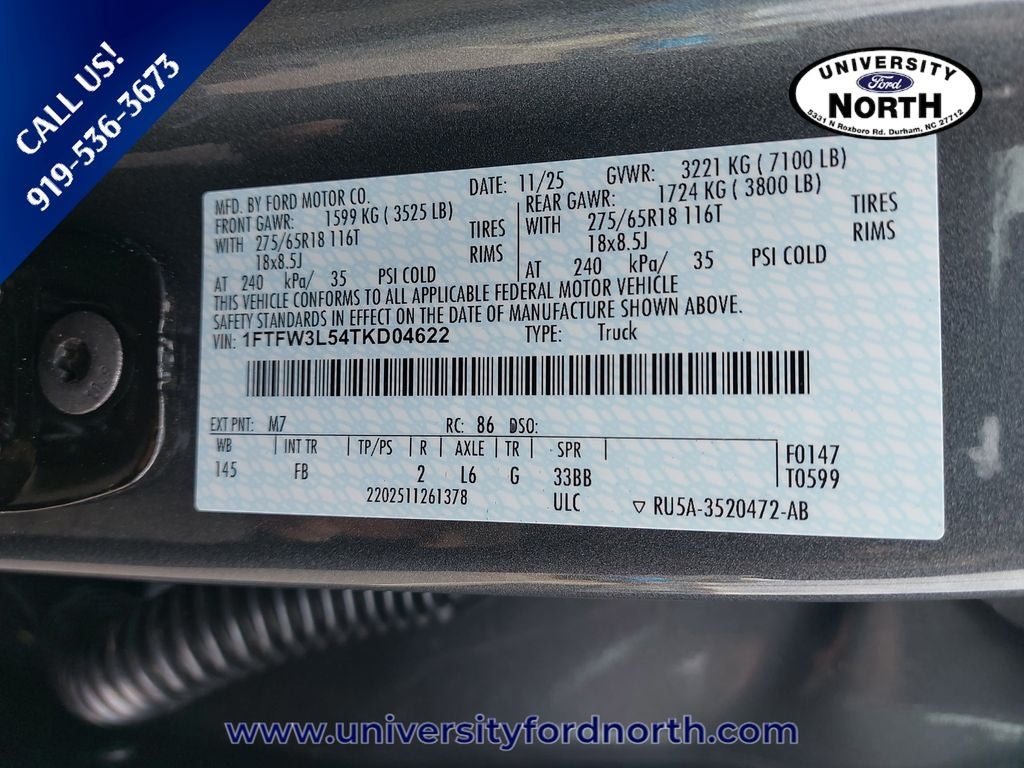 CALL US!
919-536-3673
UNIVERSITY
Ford
NORTH
5331 N Roxboro Rd. Durham, NC 27712
MFD. BY FORD MOTOR CO. DATE: 11/25 GVWR: 3221 KG ( 7100 LB)
FRONT GAWR: 1599 KG ( 3525 LB) REAR GAWR: 1724 KG ( 3800 LB)
WITH 275/65R18 116T TIRES WITH 275/65R18 116T TIRES
18x8.5J RIMS 18x8.5J RIMS
AT 240 kPa/ 35 PSI COLD AT 240 kPa/ 35 PSI COLD
THIS VEHICLE CONFORMS TO ALL APPLICABLE FEDERAL MOTOR VEHICLE
SAFETY STANDARDS IN EFFECT ON THE DATE OF MANUFACTURE SHOWN ABOVE.
VIN: 1FTFW3L54TKD04622 TYPE: Truck
EXT PNT: M7 RC: 86 DSO:
WB INT TR TP/PS R AXLE TR SPR F0147
145 FB 2 L6 G 33BB T0599
2202511261378 ULC ▽ RU5A-3520472-AB
www.universityfordnorth.com